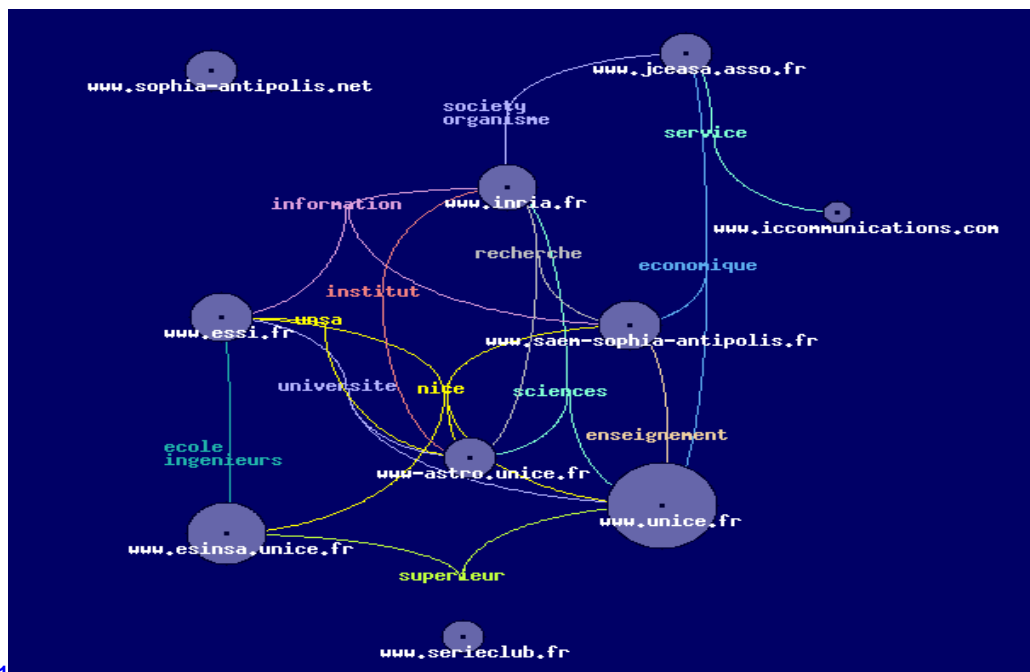 www.sophia-antipolis.net
www.jceasa.asso.fr
society
organisme
service
information
www.inria.fr
www.iccommunications.com
recherche
economique
institut
unsa
www.essi.fr
www.saem-sophia-antipolis.fr
universite
nice
sciences
enseignement
ecole
ingenieurs
www-astro.unice.fr
www.unice.fr
www.esinsa.unice.fr
superieur
www.serieclub.fr